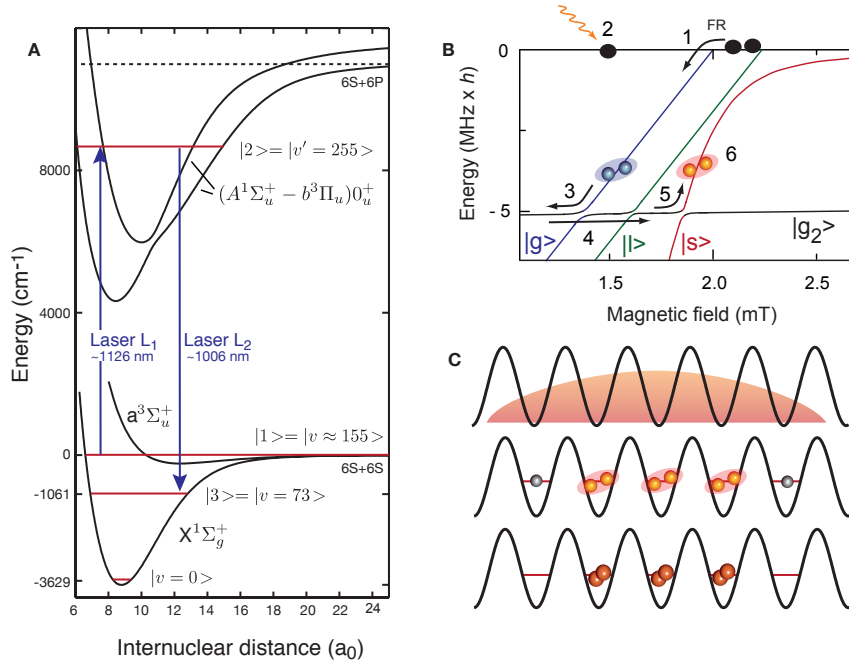 A
6S+6P
|2>=|v′ = 255>
(A¹Σᵤ⁺ − b³Πᵤ)0ᵤ⁺
8000
4000
0
-1061
-3629
Energy (cm⁻¹)
Laser L₁
~1126 nm
Laser L₂
~1006 nm
a³Σᵤ⁺
|1>=|v ≈ 155>
6S+6S
|3>=|v = 73>
X¹Σg⁺
|v = 0>
6 8 10 12 14 16 18 20 22 24
Internuclear distance (a₀)
B
2
1
FR
0
- 5
Energy (MHz x h)
3
4
5
6
|g>
|l>
|s>
|g₂>
1.5 2.0 2.5
Magnetic field (mT)
C